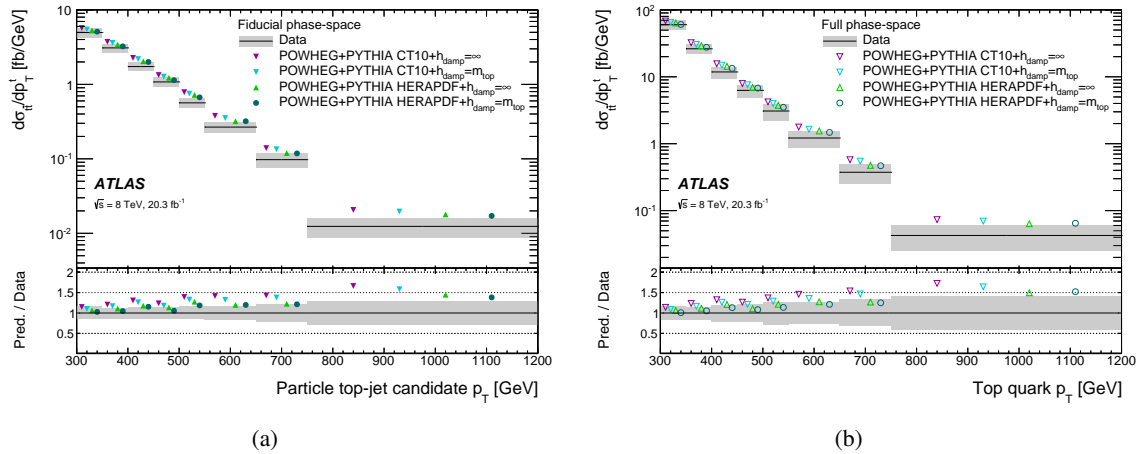 [fb/GeV]
dσ_tt̄/dp_T^t
10
1
10⁻¹
10⁻²
Fiducial phase-space
Data
POWHEG+PYTHIA CT10+h_damp=∞
POWHEG+PYTHIA CT10+h_damp=m_top
POWHEG+PYTHIA HERAPDF+h_damp=∞
POWHEG+PYTHIA HERAPDF+h_damp=m_top
ATLAS
√s = 8 TeV, 20.3 fb⁻¹
Pred. / Data
2
1.5
1
0.5
300 400 500 600 700 800 900 1000 1100 1200
Particle top-jet candidate p_T [GeV]
(a)
[fb/GeV]
dσ_tt̄/dp_T^t
10²
10
1
10⁻¹
Full phase-space
Data
POWHEG+PYTHIA CT10+h_damp=∞
POWHEG+PYTHIA CT10+h_damp=m_top
POWHEG+PYTHIA HERAPDF+h_damp=∞
POWHEG+PYTHIA HERAPDF+h_damp=m_top
ATLAS
√s = 8 TeV, 20.3 fb⁻¹
Pred. / Data
2
1.5
1
0.5
300 400 500 600 700 800 900 1000 1100 1200
Top quark p_T [GeV]
(b)